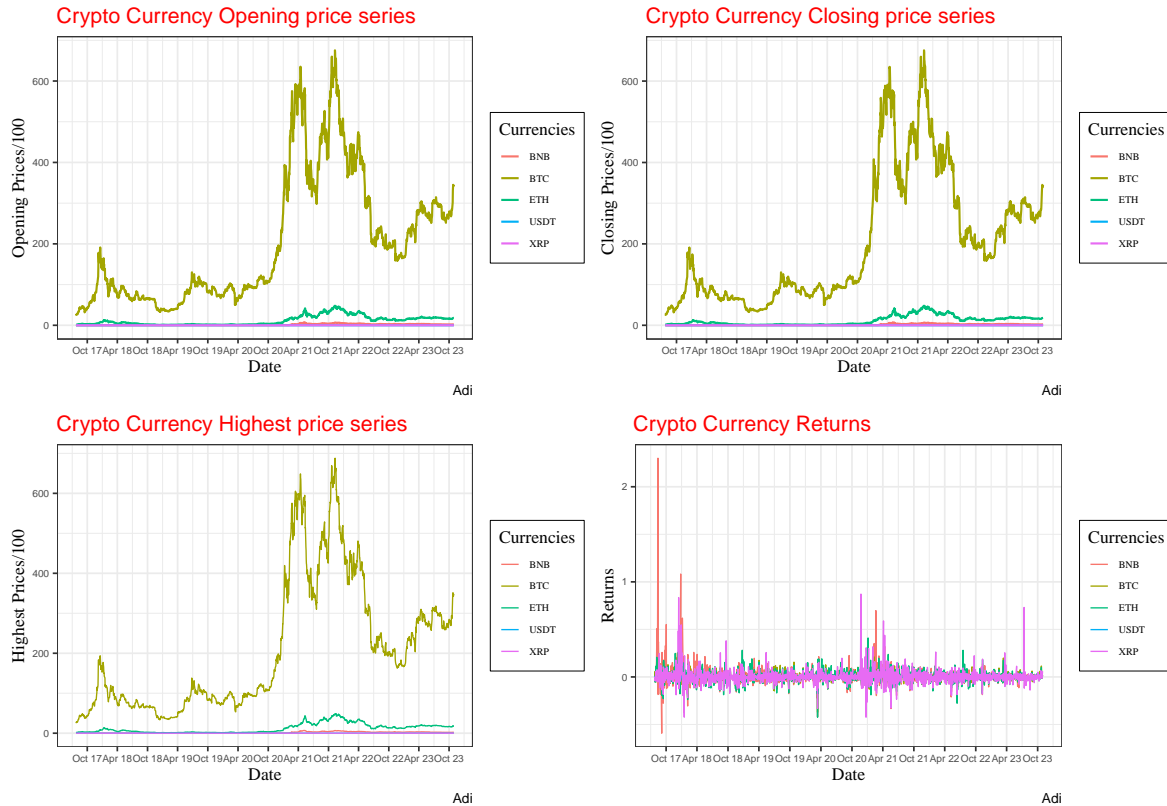 Crypto Currency Opening price series
Opening Prices/100
600
400
200
0
Oct 17 Apr 18 Oct 18 Apr 19 Oct 19 Apr 20 Oct 20 Apr 21 Oct 21 Apr 22 Oct 22 Apr 23 Oct 23
Date
Currencies
BNB
BTC
ETH
USDT
XRP
Adi
Crypto Currency Closing price series
Closing Prices/100
600
400
200
0
Oct 17 Apr 18 Oct 18 Apr 19 Oct 19 Apr 20 Oct 20 Apr 21 Oct 21 Apr 22 Oct 22 Apr 23 Oct 23
Date
Currencies
BNB
BTC
ETH
USDT
XRP
Adi
Crypto Currency Highest price series
Highest Prices/100
600
400
200
0
Oct 17 Apr 18 Oct 18 Apr 19 Oct 19 Apr 20 Oct 20 Apr 21 Oct 21 Apr 22 Oct 22 Apr 23 Oct 23
Date
Currencies
BNB
BTC
ETH
USDT
XRP
Adi
Crypto Currency Returns
Returns
2
1
0
Oct 17 Apr 18 Oct 18 Apr 19 Oct 19 Apr 20 Oct 20 Apr 21 Oct 21 Apr 22 Oct 22 Apr 23 Oct 23
Date
Currencies
BNB
BTC
ETH
USDT
XRP
Adi